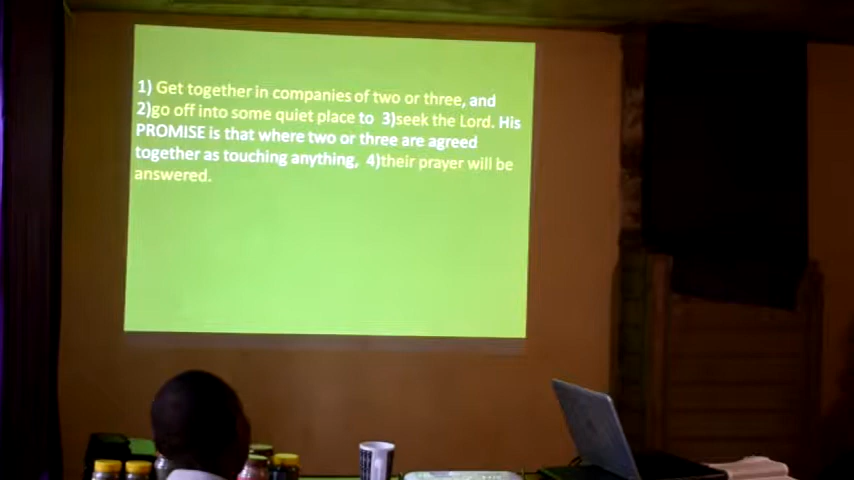 1) Get together in companies of two or three, and
2)go off into some quiet place to 3)seek the Lord. His
PROMISE is that where two or three are agreed
together as touching anything, 4)their prayer will be
answered.